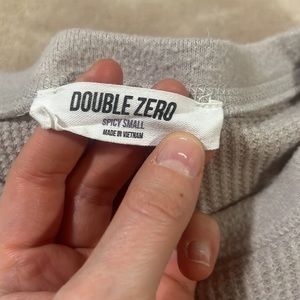 DOUBLE ZERO
SPICY SMALL
MADE IN VIETNAM